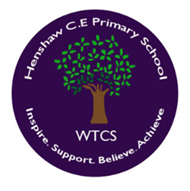 Henshaw C.E Primary School
WTCS
Inspire. Support. Believe. Achieve